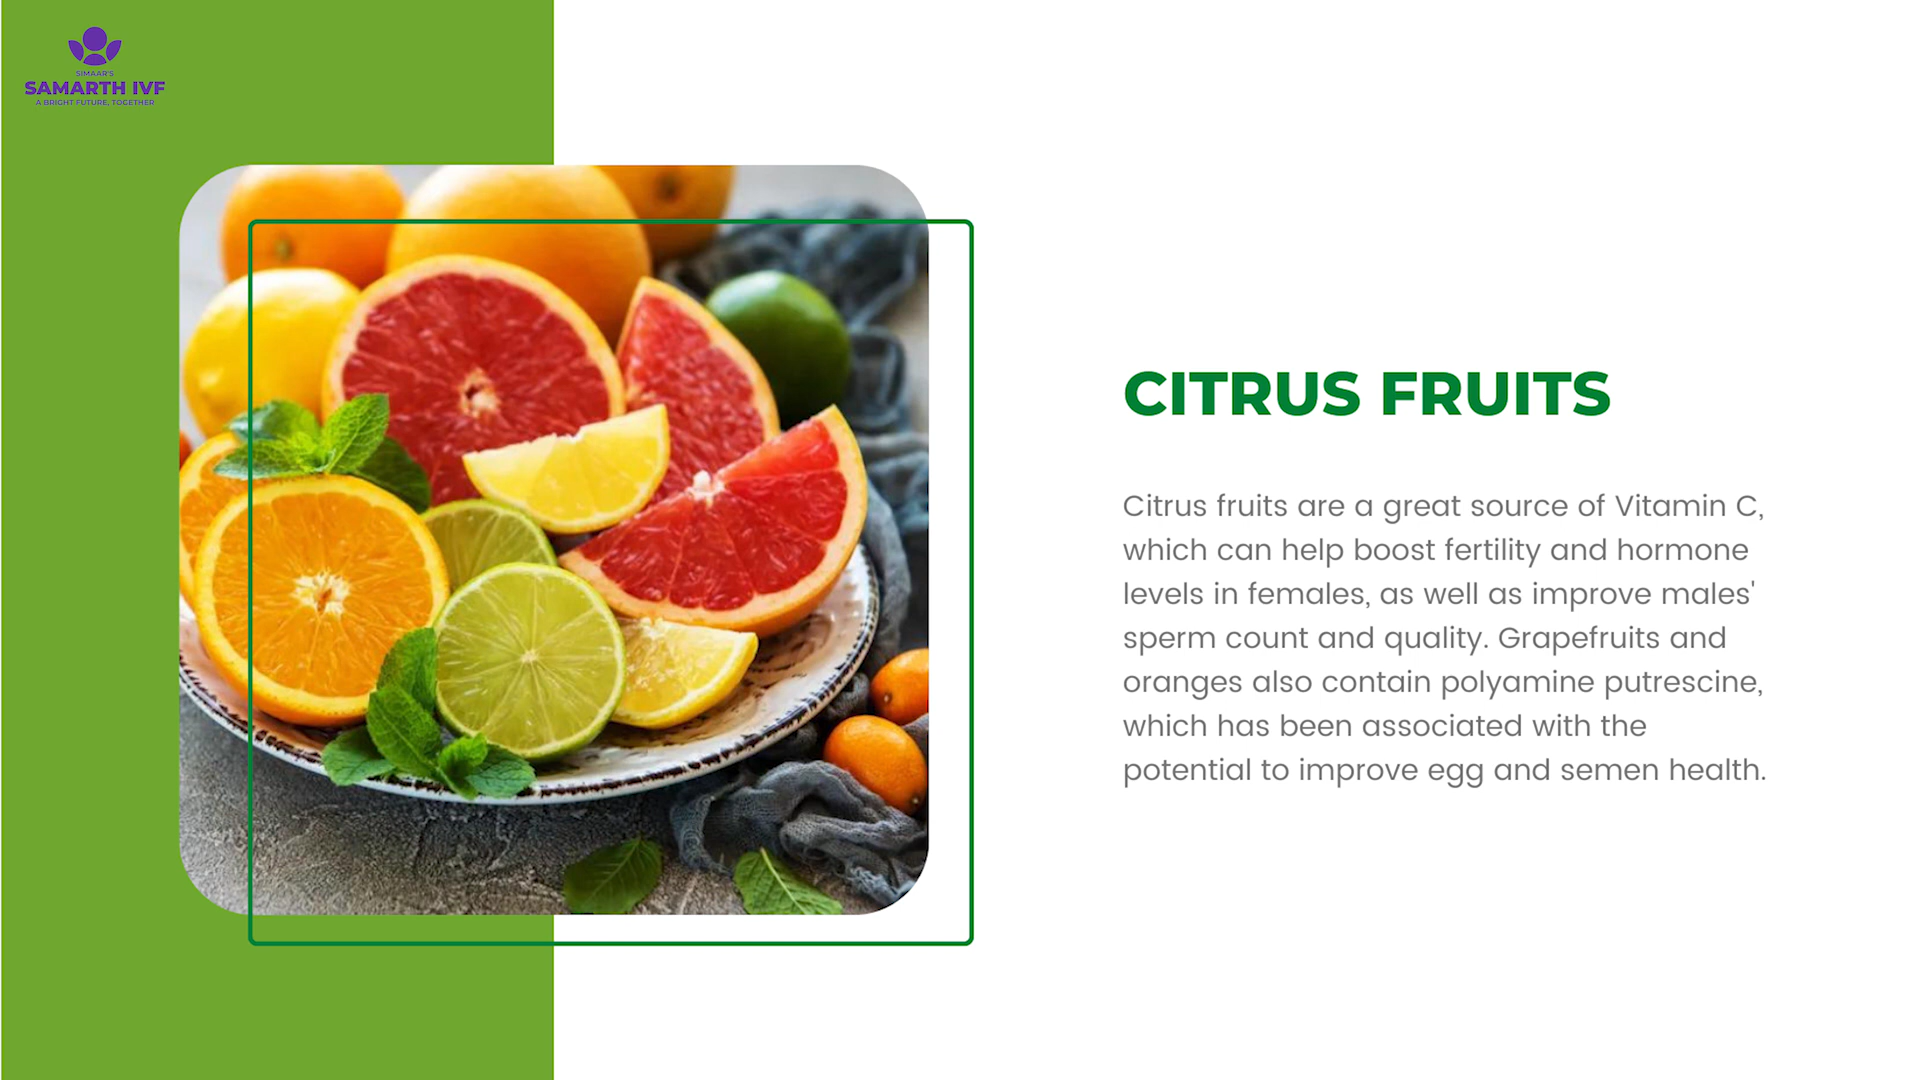 SIMAAR'S
SAMARTH IVF
A BRIGHT FUTURE, TOGETHER
CITRUS FRUITS
Citrus fruits are a great source of Vitamin C,
which can help boost fertility and hormone
levels in females, as well as improve males'
sperm count and quality. Grapefruits and
oranges also contain polyamine putrescine,
which has been associated with the
potential to improve egg and semen health.